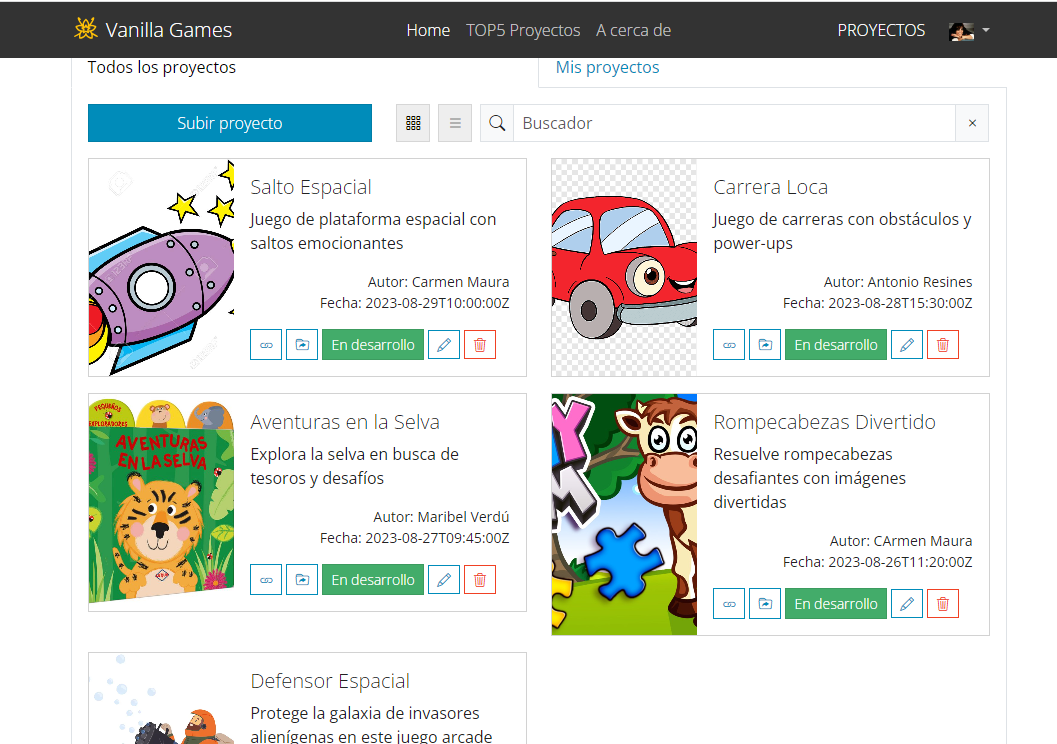 Vanilla Games
Home TOP5 Proyectos A cerca de
PROYECTOS
Todos los proyectos
Mis proyectos
Subir proyecto
Buscador
×
Salto Espacial
Juego de plataforma espacial con
saltos emocionantes
Autor: Carmen Maura
Fecha: 2023-08-29T10:00:00Z
En desarrollo
Carrera Loca
Juego de carreras con obstáculos y
power-ups
Autor: Antonio Resines
Fecha: 2023-08-28T15:30:00Z
En desarrollo
PEQUEÑOS
EXPLORADORES
AVENTURAS
EN LA SELVA
Aventuras en la Selva
Explora la selva en busca de
tesoros y desafíos
Autor: Maribel Verdú
Fecha: 2023-08-27T09:45:00Z
En desarrollo
Rompecabezas Divertido
Resuelve rompecabezas
desafiantes con imágenes
divertidas
Autor: CArmen Maura
Fecha: 2023-08-26T11:20:00Z
En desarrollo
Defensor Espacial
Protege la galaxia de invasores
alienígenas en este juego arcade